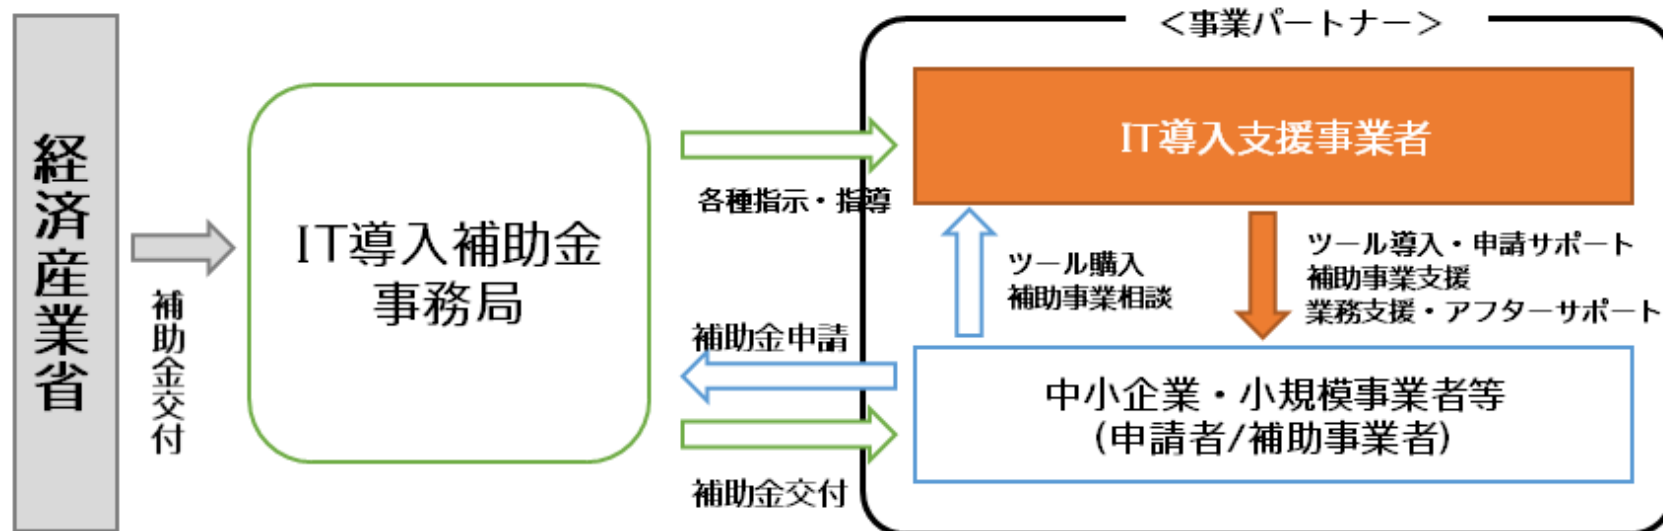 ＜事業パートナー＞
経済産業省
補助金交付
IT導入補助金
事務局
各種指示・指導
IT導入支援事業者
ツール購入
補助事業相談
ツール導入・申請サポート
補助事業支援
業務支援・アフターサポート
補助金申請
補助金交付
中小企業・小規模事業者等
(申請者/補助事業者)